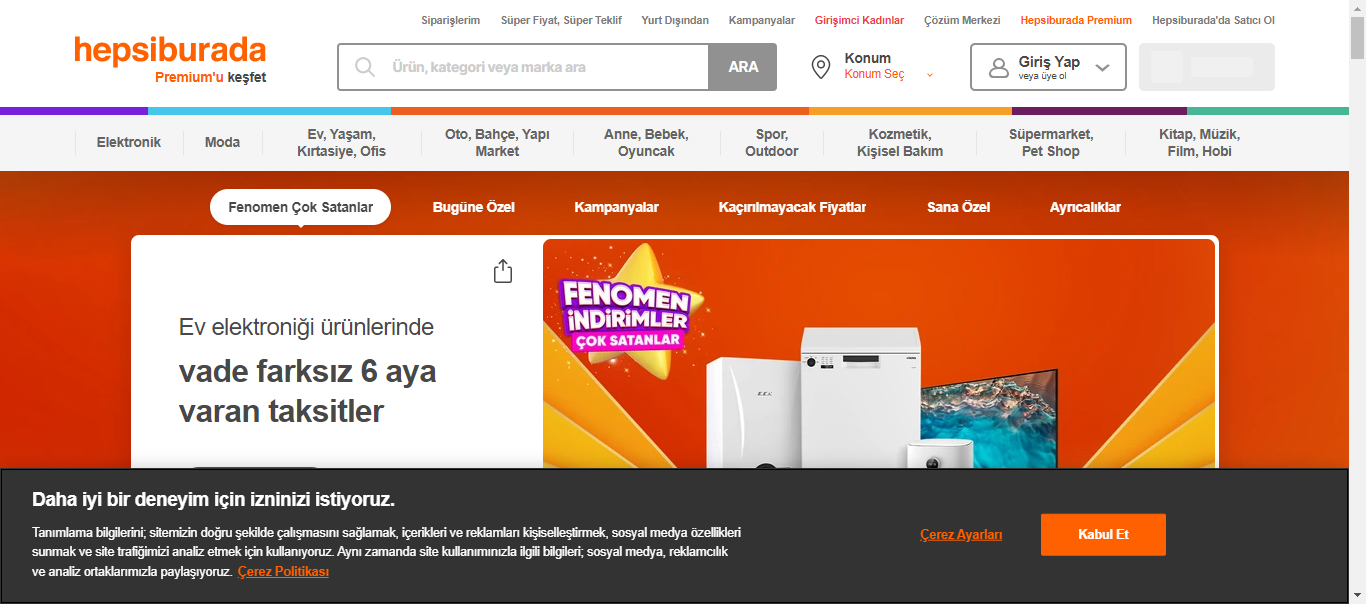 Siparişlerim Süper Fiyat, Süper Teklif Yurt Dışından Kampanyalar Girişimci Kadınlar Çözüm Merkezi Hepsiburada Premium Hepsiburada'da Satıcı Ol
hepsiburada
Premium'u keşfet
Ürün, kategori veya marka ara
ARA
Konum
Konum Seç
Giriş Yap
veya üye ol
Elektronik
Moda
Ev, Yaşam,
Kırtasiye, Ofis
Oto, Bahçe, Yapı
Market
Anne, Bebek,
Oyuncak
Spor,
Outdoor
Kozmetik,
Kişisel Bakım
Süpermarket,
Pet Shop
Kitap, Müzik,
Film, Hobi
Fenomen Çok Satanlar Bugüne Özel Kampanyalar Kaçırılmayacak Fiyatlar Sana Özel Ayrıcalıklar
Ev elektroniği ürünlerinde
vade farksız 6 aya
varan taksitler
FENOMEN
İNDİRİMLER
ÇOK SATANLAR
Daha iyi bir deneyim için izninizi istiyoruz.
Tanımlama bilgilerini; sitemizin doğru şekilde çalışmasını sağlamak, içerikleri ve reklamları kişiselleştirmek, sosyal medya özellikleri
sunmak ve site trafiğimizi analiz etmek için kullanıyoruz. Aynı zamanda site kullanımınızla ilgili bilgileri; sosyal medya, reklamcılık
ve analiz ortaklarımızla paylaşıyoruz. Çerez Politikası
Çerez Ayarları
Kabul Et